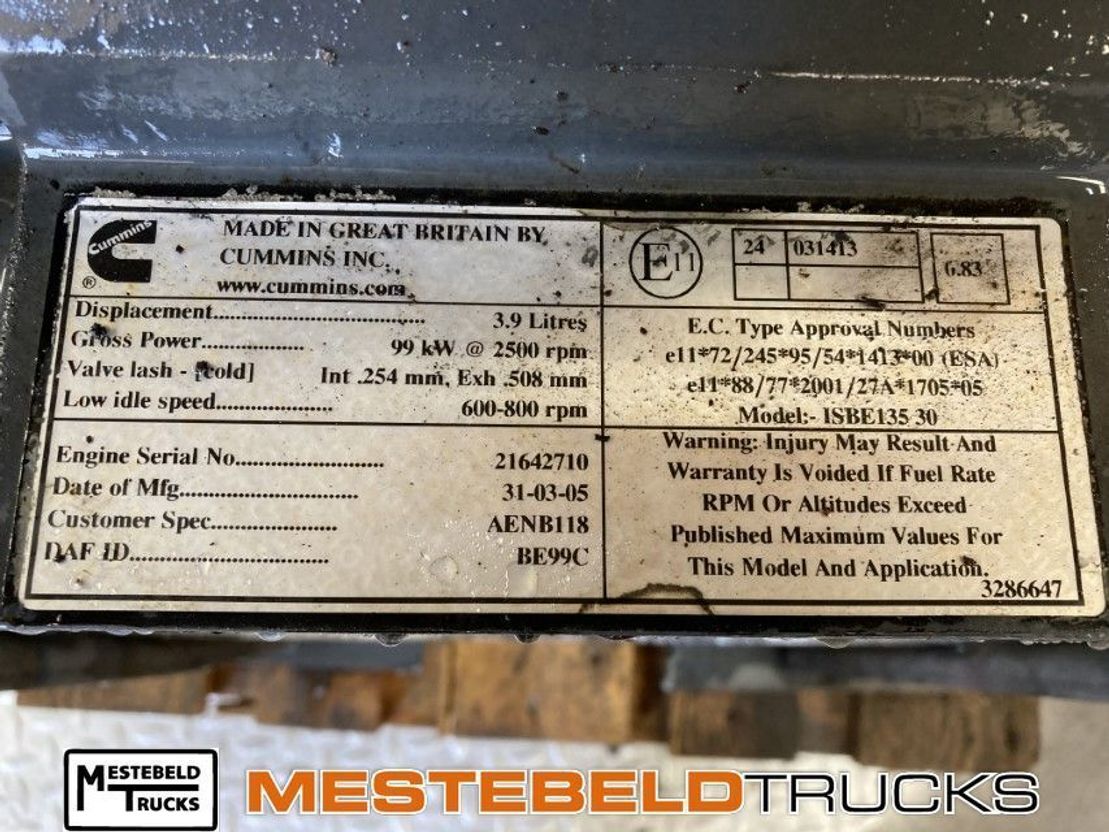 Cummins
®
MADE IN GREAT BRITAIN BY
CUMMINS INC.
www.cummins.com
Displacement........................................ 3.9 Litres
Gross Power................... 99 kW @ 2500 rpm
Valve lash - [cold] Int .254 mm, Exh .508 mm
Low idle speed..................... 600-800 rpm
Engine Serial No........................... 21642710
Date of Mfg................................. 31-03-05
Customer Spec....................... AENB118
DAF ID.................................... BE99C
E11
24 031413
6.83
E.C. Type Approval Numbers
e11*72/245*95/54*1413*00 (ESA)
e11*88/77*2001/27A*1705*05
Model:- ISBE135 30
Warning: Injury May Result And
Warranty Is Voided If Fuel Rate
RPM Or Altitudes Exceed
Published Maximum Values For
This Model And Application.
3286647
MESTEBELD
TRUCKS
MESTEBELDTRUCKS